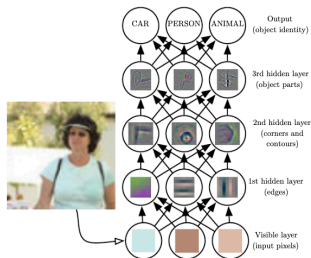 CAR PERSON ANIMAL
Output
(object identity)
3rd hidden layer
(object parts)
2nd hidden layer
(corners and
contours)
1st hidden layer
(edges)
Visible layer
(input pixels)